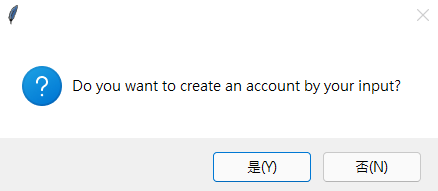 Do you want to create an account by your input?
是(Y)
否(N)